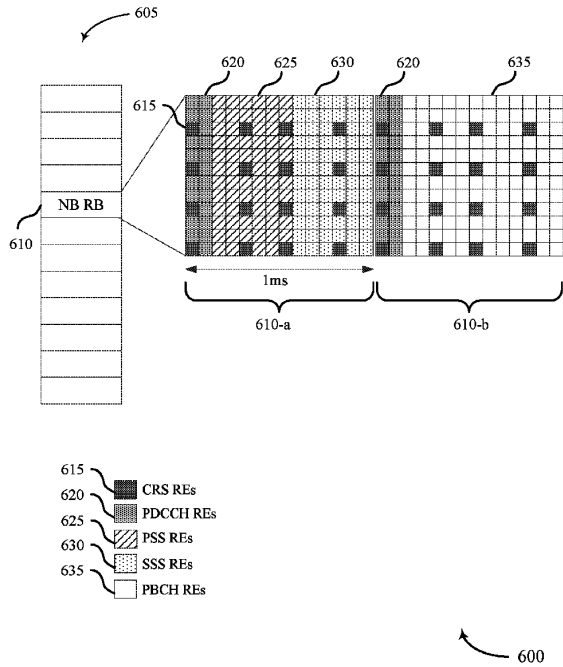 605
620
625
630
620
635
615
NB RB
610
1ms
610-a
610-b
615
CRS REs
620
PDCCH REs
625
PSS REs
630
SSS REs
635
PBCH REs
600